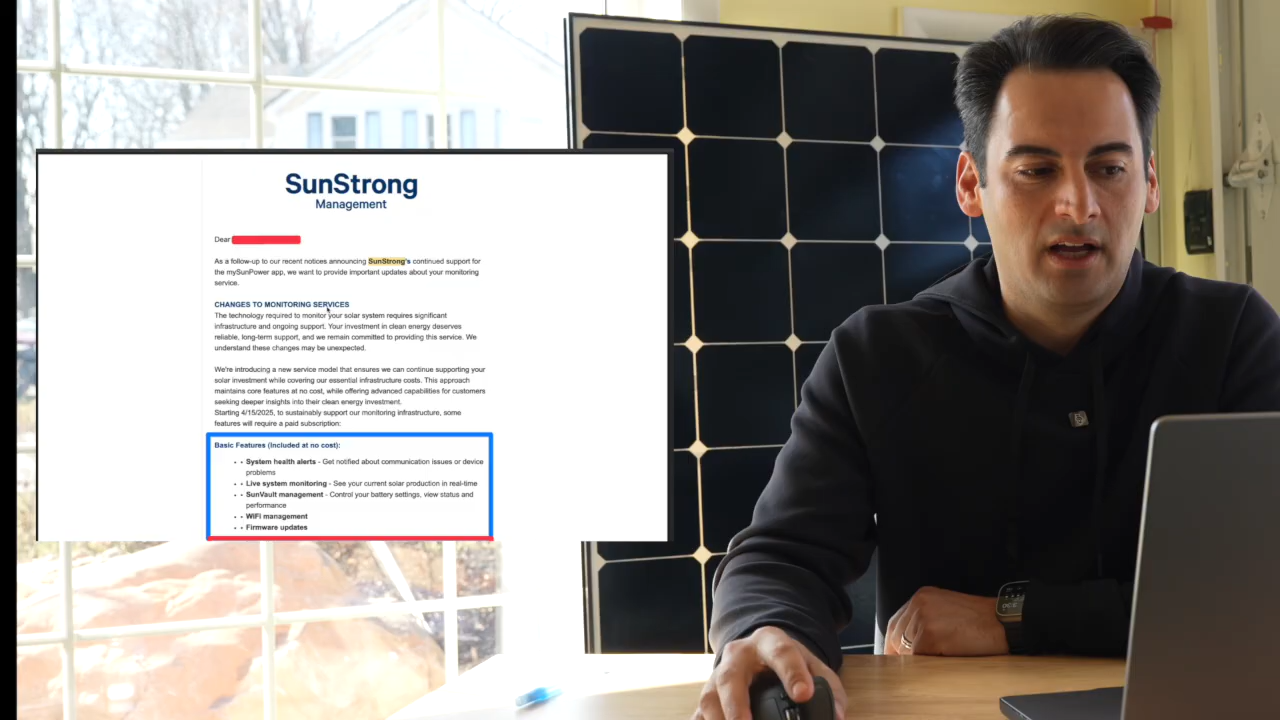 SunStrong
Management
Dear
As a follow-up to our recent notices announcing SunStrong's continued support for
the mySunPower app, we want to provide important updates about your monitoring
service.
CHANGES TO MONITORING SERVICES
The technology required to monitor your solar system requires significant
infrastructure and ongoing support. Your investment in clean energy deserves
reliable, long-term support, and we remain committed to providing this service. We
understand these changes may be unexpected.
We're introducing a new service model that ensures we can continue supporting your
solar investment while covering our essential infrastructure costs. This approach
maintains core features at no cost, while offering advanced capabilities for customers
seeking deeper insights into their clean energy investment.
Starting 4/15/2025, to sustainably support our monitoring infrastructure, some
features will require a paid subscription:
Basic Features (Included at no cost):
• • System health alerts - Get notified about communication issues or device
problems
• • Live system monitoring - See your current solar production in real-time
• • SunVault management - Control your battery settings, view status and
performance
• • WiFi management
• • Firmware updates